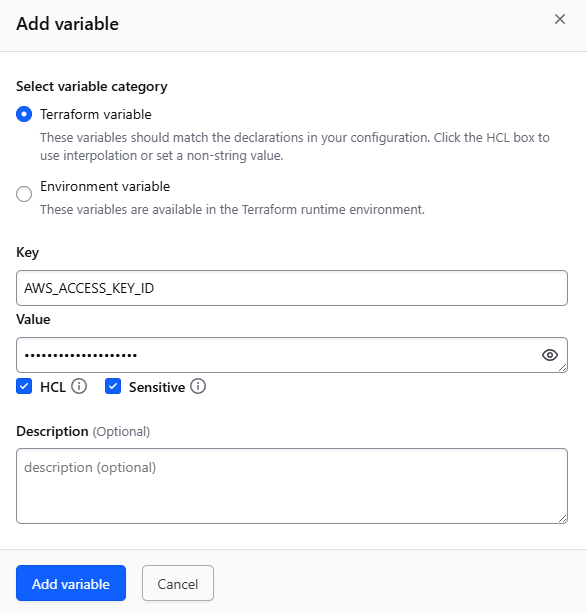 Add variable
Select variable category
Terraform variable
These variables should match the declarations in your configuration. Click the HCL box to
use interpolation or set a non-string value.
Environment variable
These variables are available in the Terraform runtime environment.
Key
AWS_ACCESS_KEY_ID
Value
••••••••••••••••••••
HCL Sensitive
Description (Optional)
description (optional)
Add variable Cancel